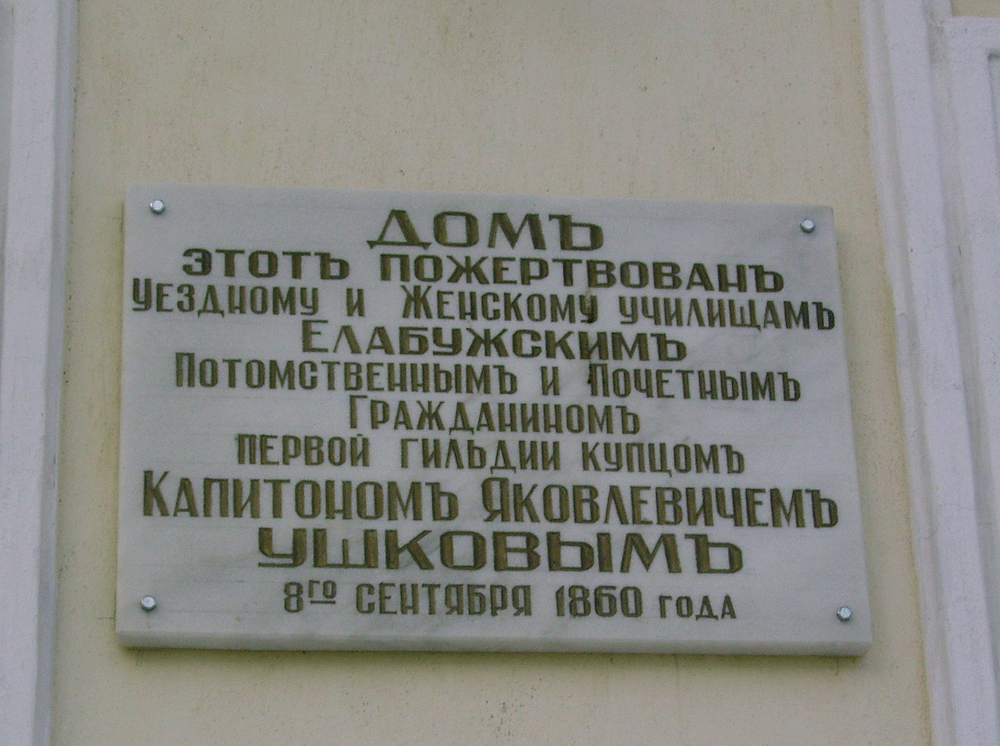 ДОМЪ
ЭТОТЪ ПОЖЕРТВОВАНЪ
УЕЗДНОМУ И ЖЕНСКОМУ УЧИЛИЩАМЪ
ЕЛАБУЖСКИМЪ
ПОТОМСТВЕННЫМЪ И ПОЧЕТНЫМЪ
ГРАЖДАНИНОМЪ
ПЕРВОЙ ГИЛЬДИИ КУПЦОМЪ
КАПИТОНОМЪ ЯКОВЛЕВИЧЕМЪ
УШКОВЫМЪ
8ГО СЕНТЯБРЯ 1860 ГОДА